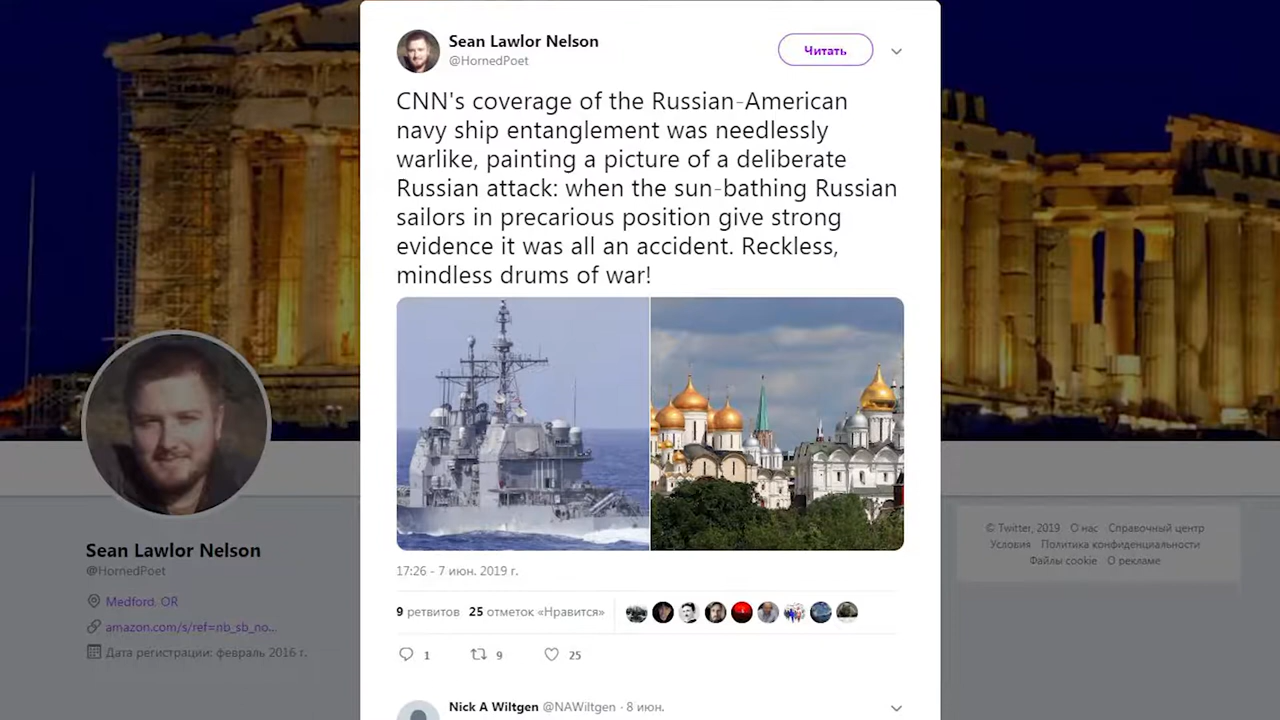 Sean Lawlor Nelson
@HornedPoet
Читать
CNN's coverage of the Russian-American
navy ship entanglement was needlessly
warlike, painting a picture of a deliberate
Russian attack: when the sun-bathing Russian
sailors in precarious position give strong
evidence it was all an accident. Reckless,
mindless drums of war!
17:26 - 7 июн. 2019 г.
9 ретвитов 25 отметок «Нравится»
1 9 25
Nick A Wiltgen @NAWiltgen · 8 июн.
Sean Lawlor Nelson
@HornedPoet
Medford, OR
amazon.com/s/ref=nb_sb_no...
Дата регистрации: февраль 2016 г.
© Twitter, 2019 О нас Справочный центр
Условия Политика конфиденциальности
Файлы cookie О рекламе